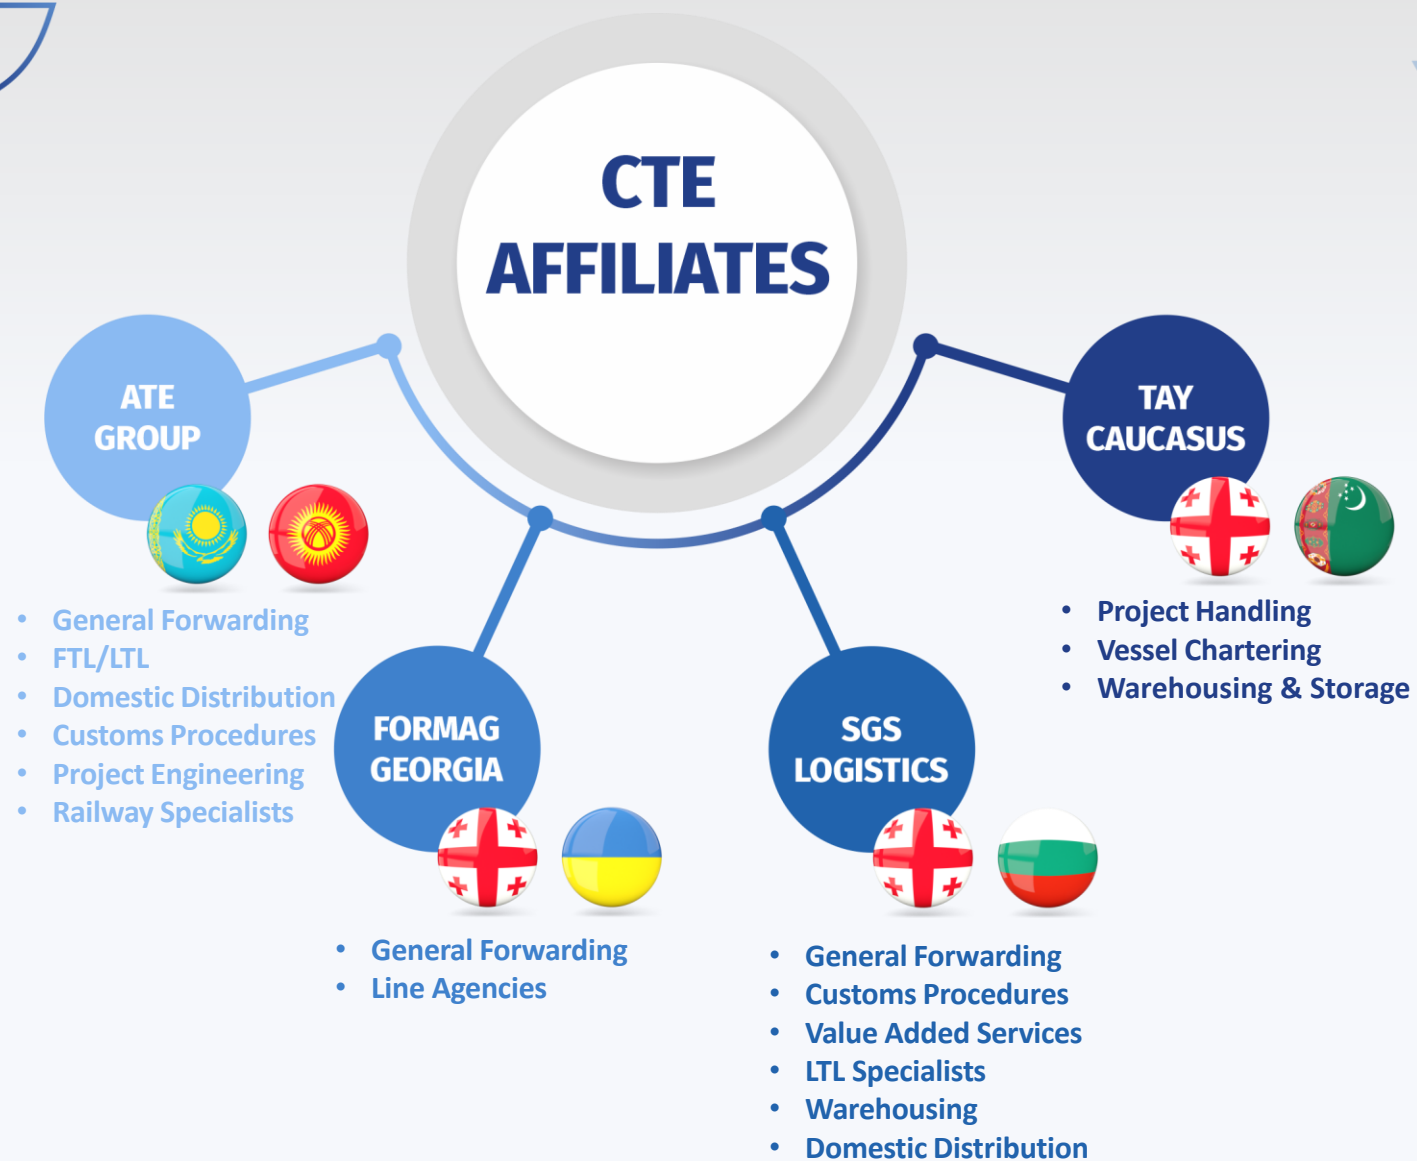 CTE
AFFILIATES
ATE
GROUP
• General Forwarding
• FTL/LTL
• Domestic Distribution
• Customs Procedures
• Project Engineering
• Railway Specialists
FORMAG
GEORGIA
• General Forwarding
• Line Agencies
SGS
LOGISTICS
• General Forwarding
• Customs Procedures
• Value Added Services
• LTL Specialists
• Warehousing
• Domestic Distribution
TAY
CAUCASUS
• Project Handling
• Vessel Chartering
• Warehousing & Storage